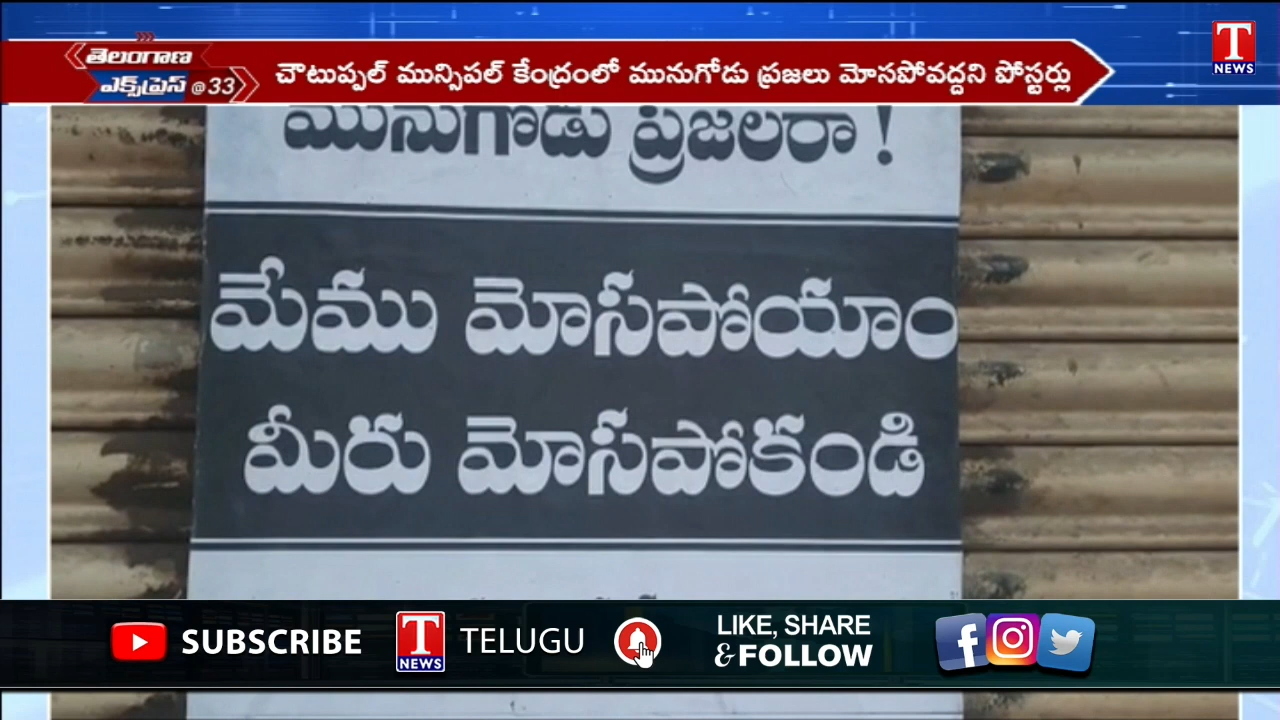 తెలంగాణ
ఎక్స్‌ప్రెస్ @ 33
చౌటుప్పల్ మున్సిపల్ కేంద్రంలో మునుగోడు ప్రజలు మోసపోవద్దని పోస్టర్లు
T
NEWS
మునుగోడు ప్రజలరా !
మేము మోసపోయాం
మీరు మోసపోకండి
SUBSCRIBE
T
NEWS
TELUGU
LIKE, SHARE
& FOLLOW